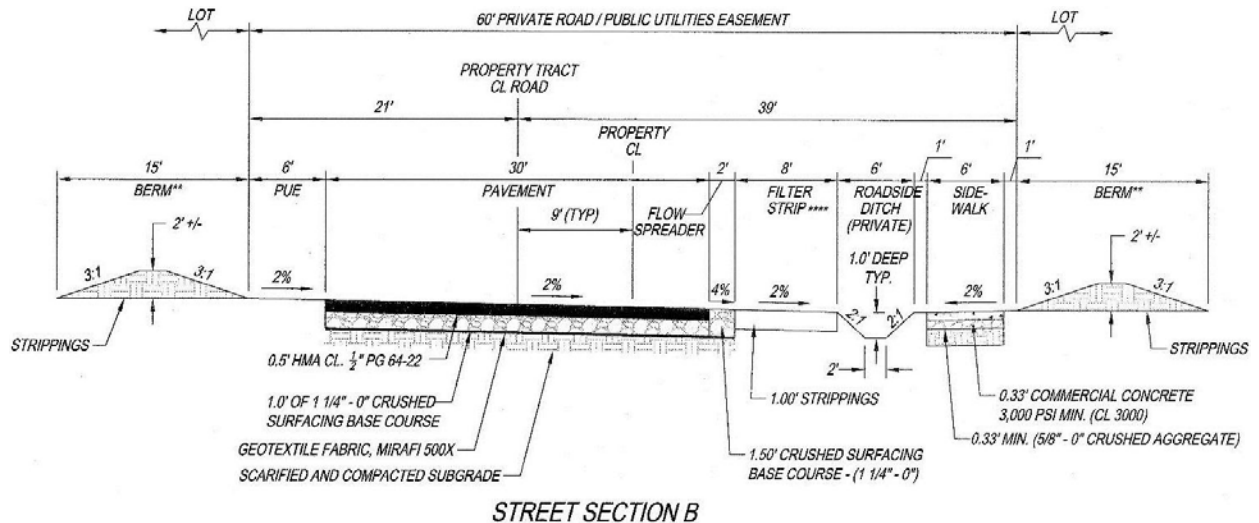 LOT
60' PRIVATE ROAD / PUBLIC UTILITIES EASEMENT
LOT
PROPERTY TRACT
CL ROAD
21'
39'
PROPERTY
CL
15'
6'
30'
2'
8'
6'
1'
6'
1'
15'
BERM**
PUE
PAVEMENT
FLOW
SPREADER
FILTER
STRIP ****
ROADSIDE
DITCH
(PRIVATE)
SIDE-
WALK
BERM**
9' (TYP)
2' +/-
1.0' DEEP
TYP.
2' +/-
3:1
3:1
2%
2%
4%
2%
2:1
2:1
2%
3:1
3:1
STRIPPINGS
STRIPPINGS
0.5' HMA CL. ½" PG 64-22
2'
1.0' OF 1 1/4" - 0" CRUSHED
SURFACING BASE COURSE
1.00' STRIPPINGS
0.33' COMMERCIAL CONCRETE
3,000 PSI MIN. (CL 3000)
0.33' MIN. (5/8" - 0" CRUSHED AGGREGATE)
GEOTEXTILE FABRIC, MIRAFI 500X
1.50' CRUSHED SURFACING
BASE COURSE - (1 1/4" - 0")
SCARIFIED AND COMPACTED SUBGRADE
STREET SECTION B